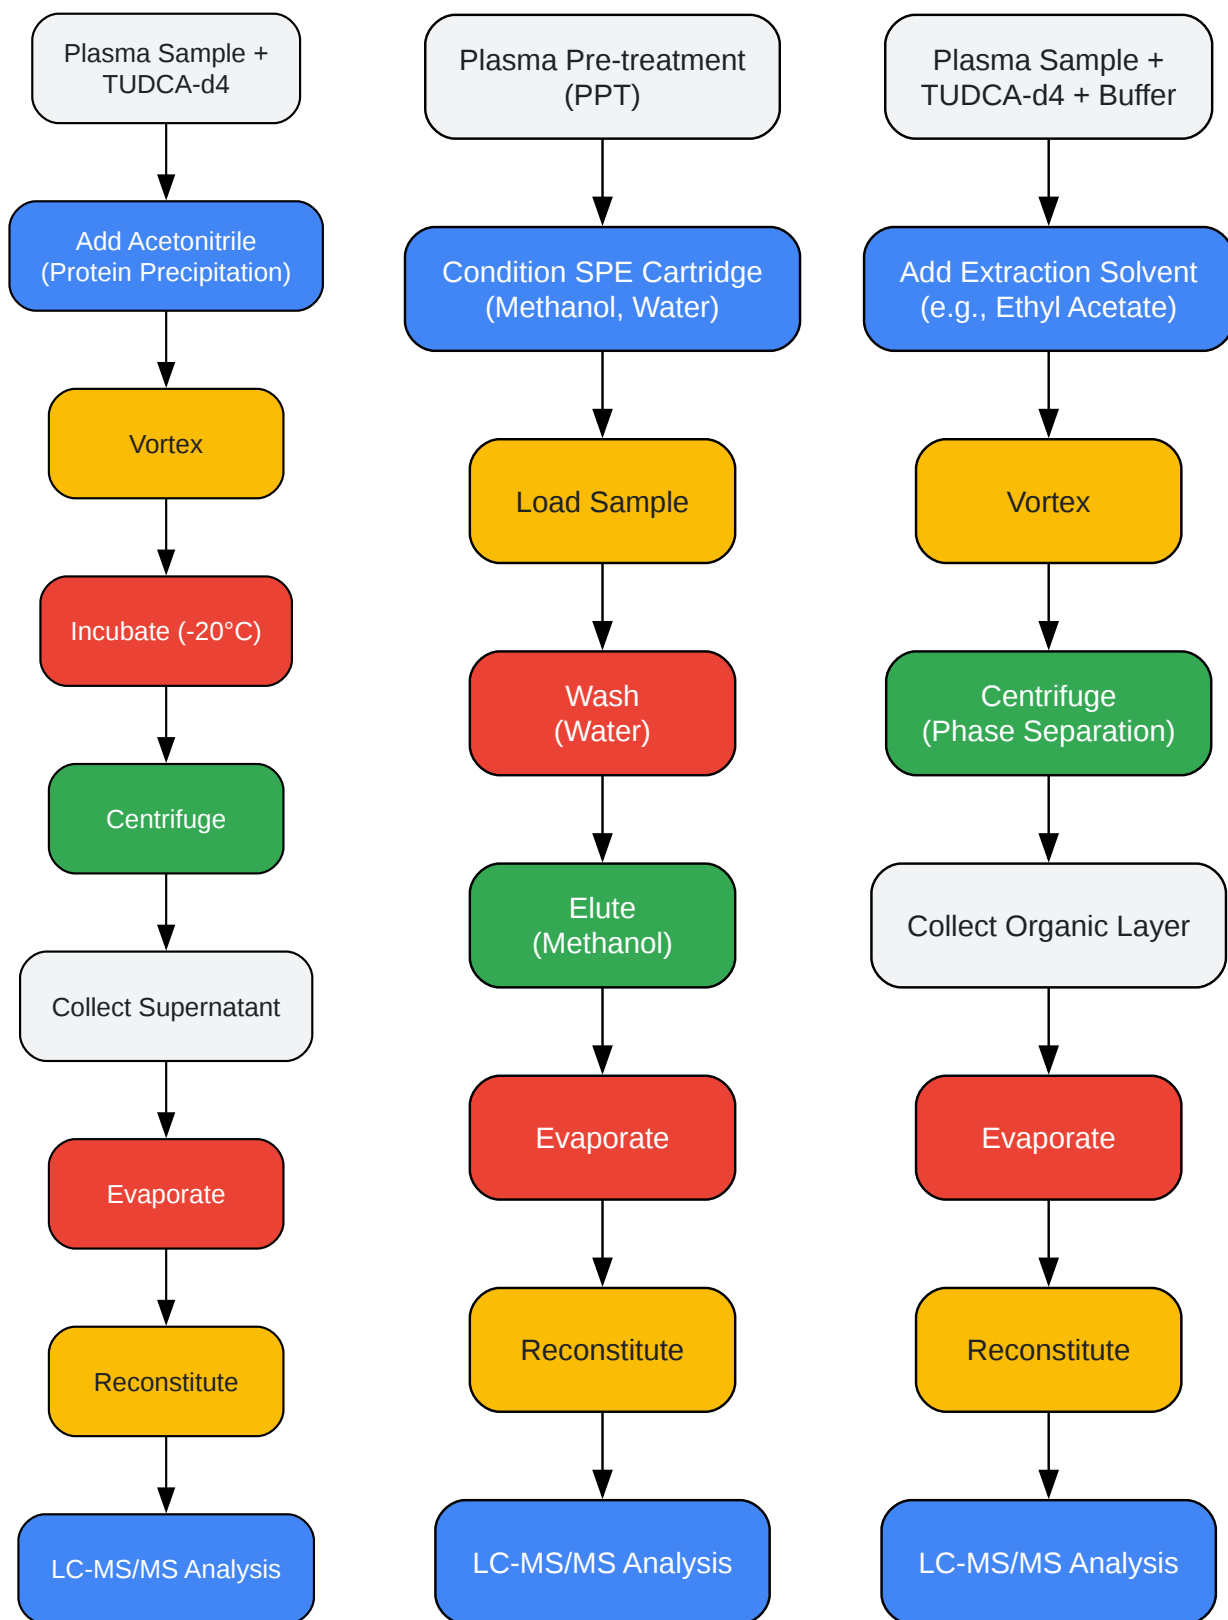 Plasma Sample +
TUDCA-d4
Add Acetonitrile
(Protein Precipitation)
Vortex
Incubate (-20°C)
Centrifuge
Collect Supernatant
Evaporate
Reconstitute
LC-MS/MS Analysis
Plasma Pre-treatment
(PPT)
Condition SPE Cartridge
(Methanol, Water)
Load Sample
Wash
(Water)
Elute
(Methanol)
Evaporate
Reconstitute
LC-MS/MS Analysis
Plasma Sample +
TUDCA-d4 + Buffer
Add Extraction Solvent
(e.g., Ethyl Acetate)
Vortex
Centrifuge
(Phase Separation)
Collect Organic Layer
Evaporate
Reconstitute
LC-MS/MS Analysis